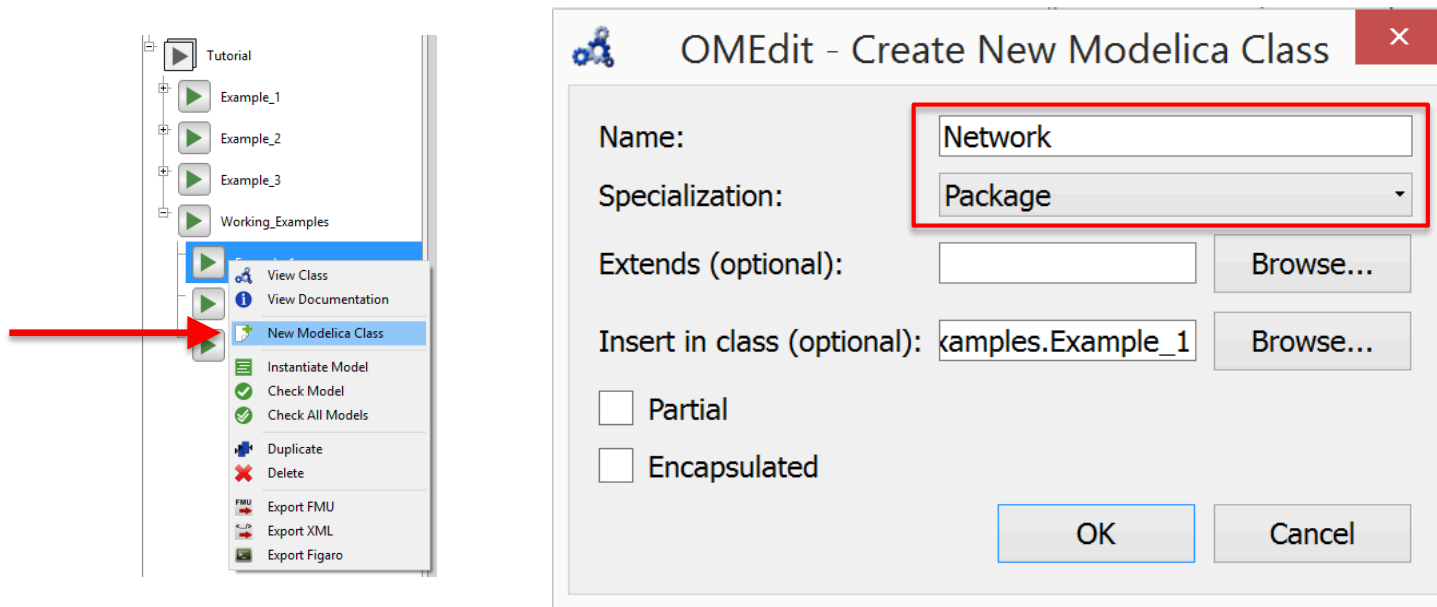 Tutorial
Example_1
Example_2
Example_3
Working_Examples
View Class
View Documentation
New Modelica Class
Instantiate Model
Check Model
Check All Models
Duplicate
Delete
FMU
Export FMU
Export XML
Export Figaro
OMEdit - Create New Modelica Class
Name: Network
Specialization: Package
Extends (optional): Browse...
Insert in class (optional): xamples.Example_1 Browse...
Partial
Encapsulated
OK Cancel